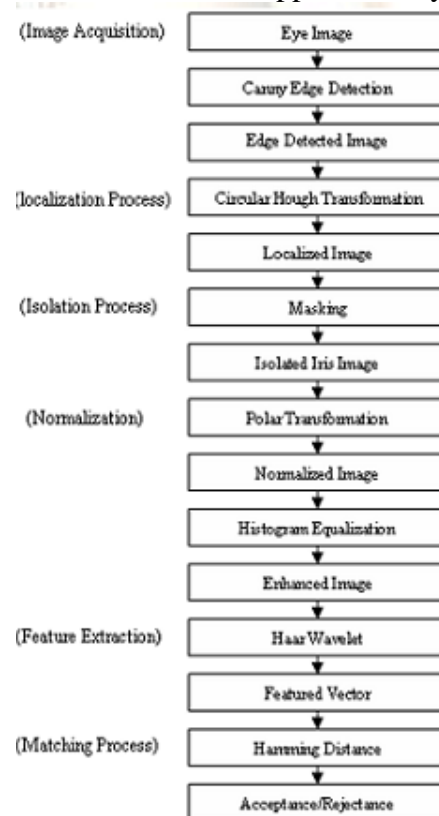 (Image Acquisition) Eye Image
Canny Edge Detection
Edge Detected Image
(localization Process) Circular Hough Transformation
Localized Image
(Isolation Process) Masking
Isolated Iris Image
(Normalization) Polar Transformation
Normalized Image
Histogram Equalization
Enhanced Image
(Feature Extraction) Haar Wavelet
Featured Vector
(Matching Process) Hamming Distance
Acceptance/Rejectance